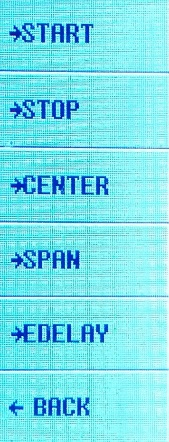 →START
→STOP
→CENTER
→SPAN
→EDELAY
← BACK